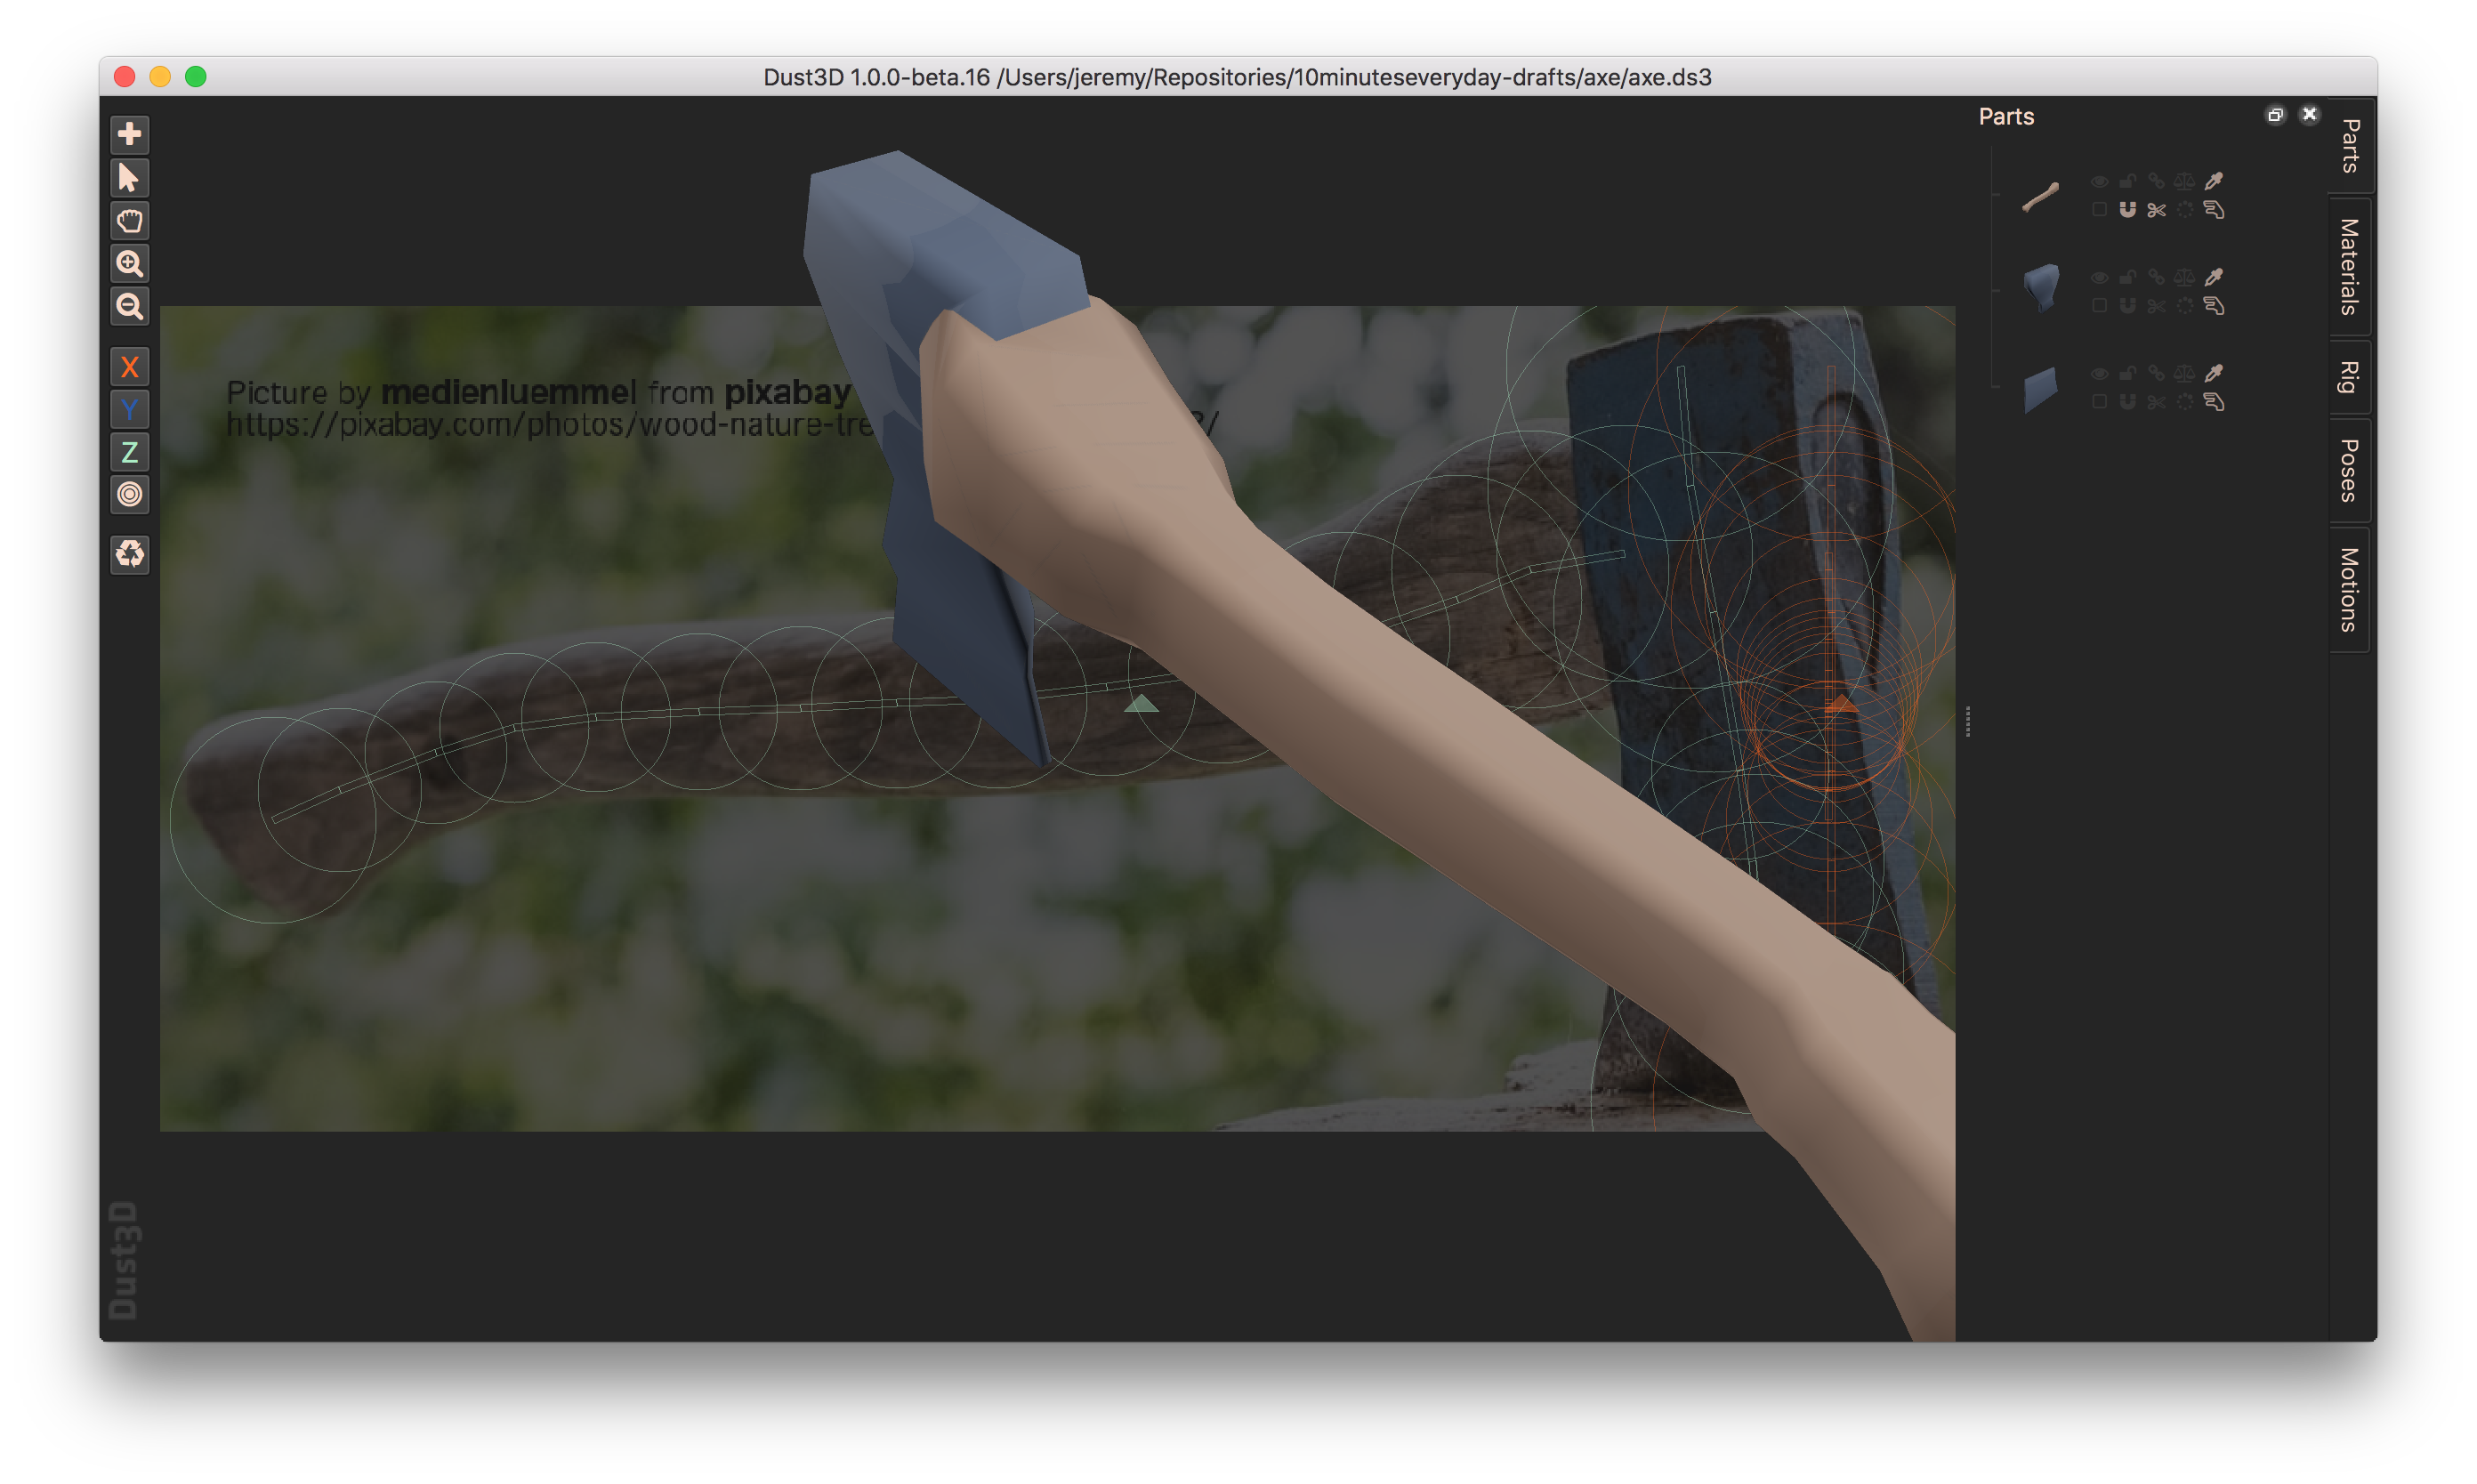 Dust3D 1.0.0-beta.16 /Users/jeremy/Repositories/10minuteseveryday-drafts/axe/axe.ds3
Parts
Parts
Materials
Rig
Poses
Motions
X
Y
Z
Picture by medienluemmel from pixabay
https://pixabay.com/photos/wood-nature-tre
Dust3D